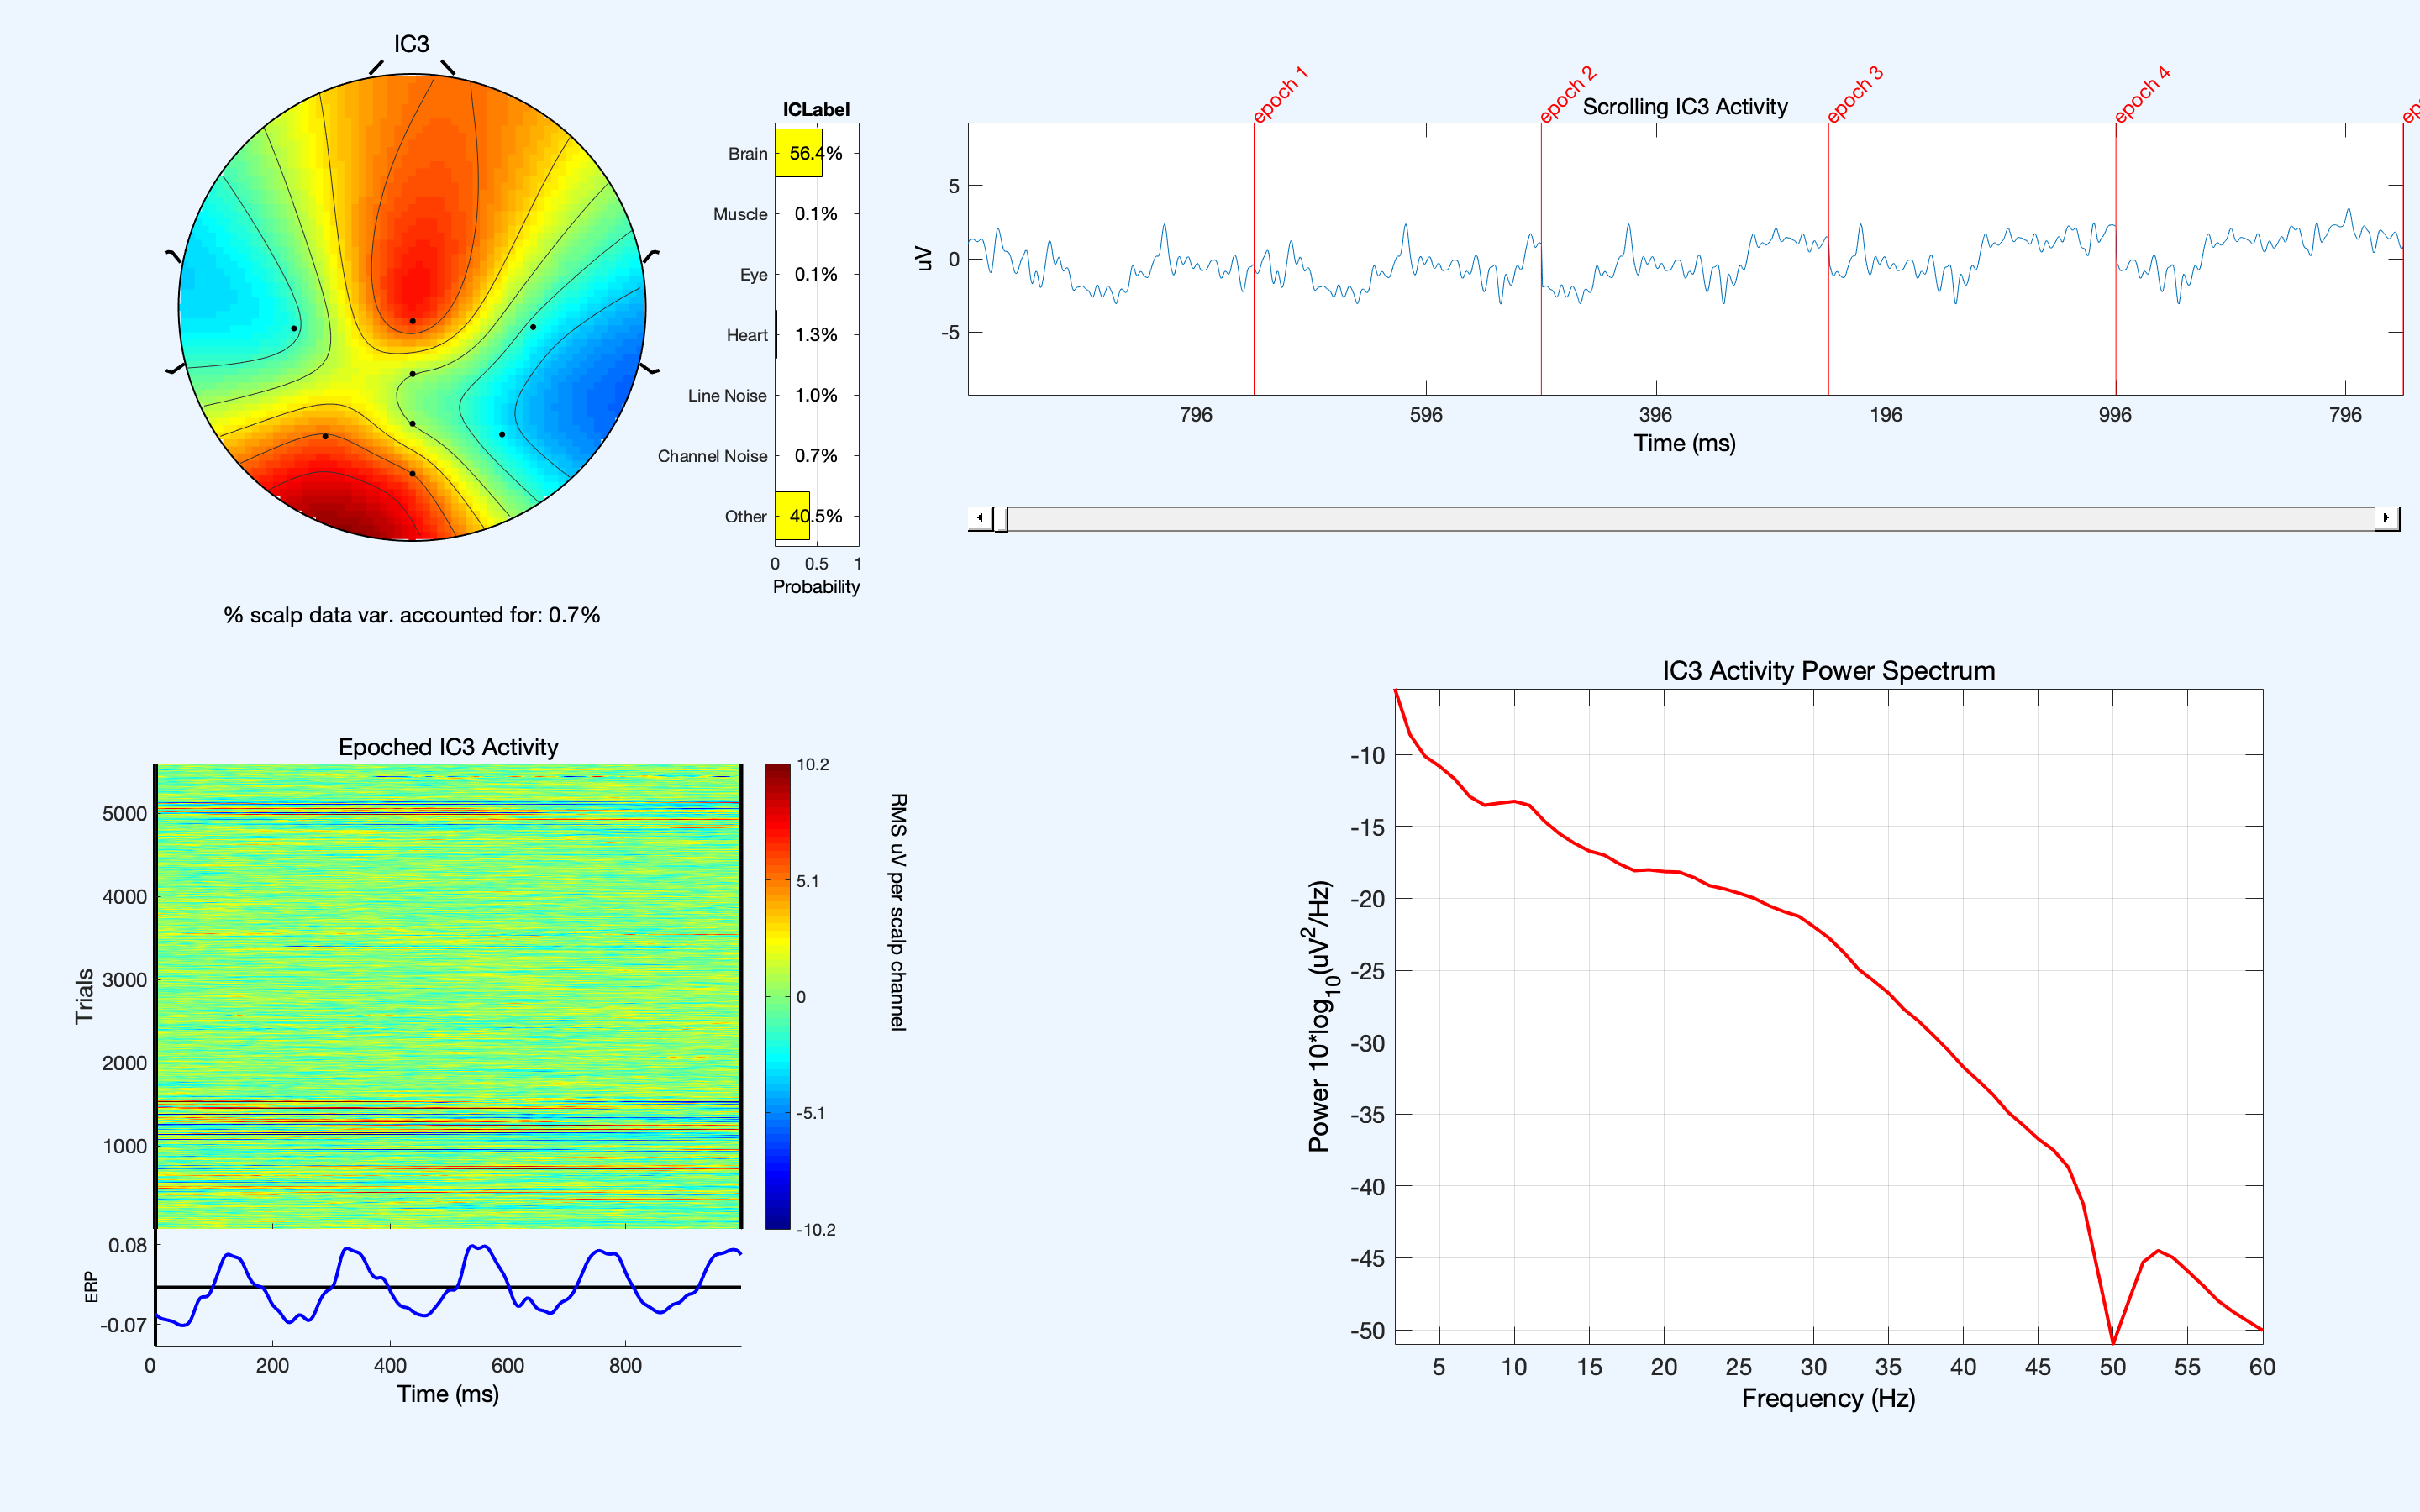 IC3
ICLabel
Brain 56.4%
Muscle 0.1%
Eye 0.1%
Heart 1.3%
Line Noise 1.0%
Channel Noise 0.7%
Other 40.5%
0 0.5 1
Probability
% scalp data var. accounted for: 0.7%
epoch 1
epoch 2
epoch 3
epoch 4
Scrolling IC3 Activity
5
0
-5
uV
796 596 396 196 996 796
Time (ms)
Epoched IC3 Activity
5000
4000
3000
2000
1000
Trials
10.2
5.1
0
-5.1
-10.2
RMS uV per scalp channel
0.08
-0.07
ERP
0 200 400 600 800
Time (ms)
IC3 Activity Power Spectrum
-10
-15
-20
-25
-30
-35
-40
-45
-50
Power 10*log10(uV2/Hz)
5 10 15 20 25 30 35 40 45 50 55 60
Frequency (Hz)